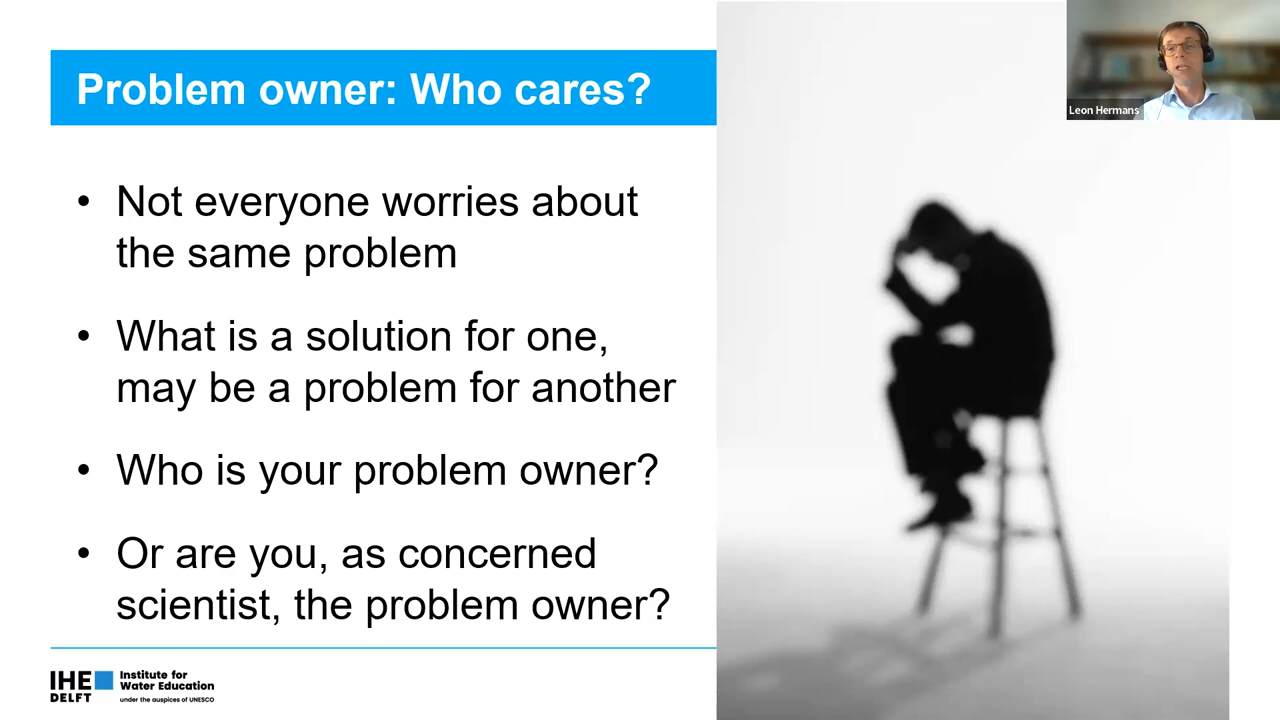 Problem owner: Who cares?
Leon Hermans
• Not everyone worries about
the same problem
• What is a solution for one,
may be a problem for another
• Who is your problem owner?
• Or are you, as concerned
scientist, the problem owner?
IHE
DELFT
Institute for
Water Education
under the auspices of UNESCO